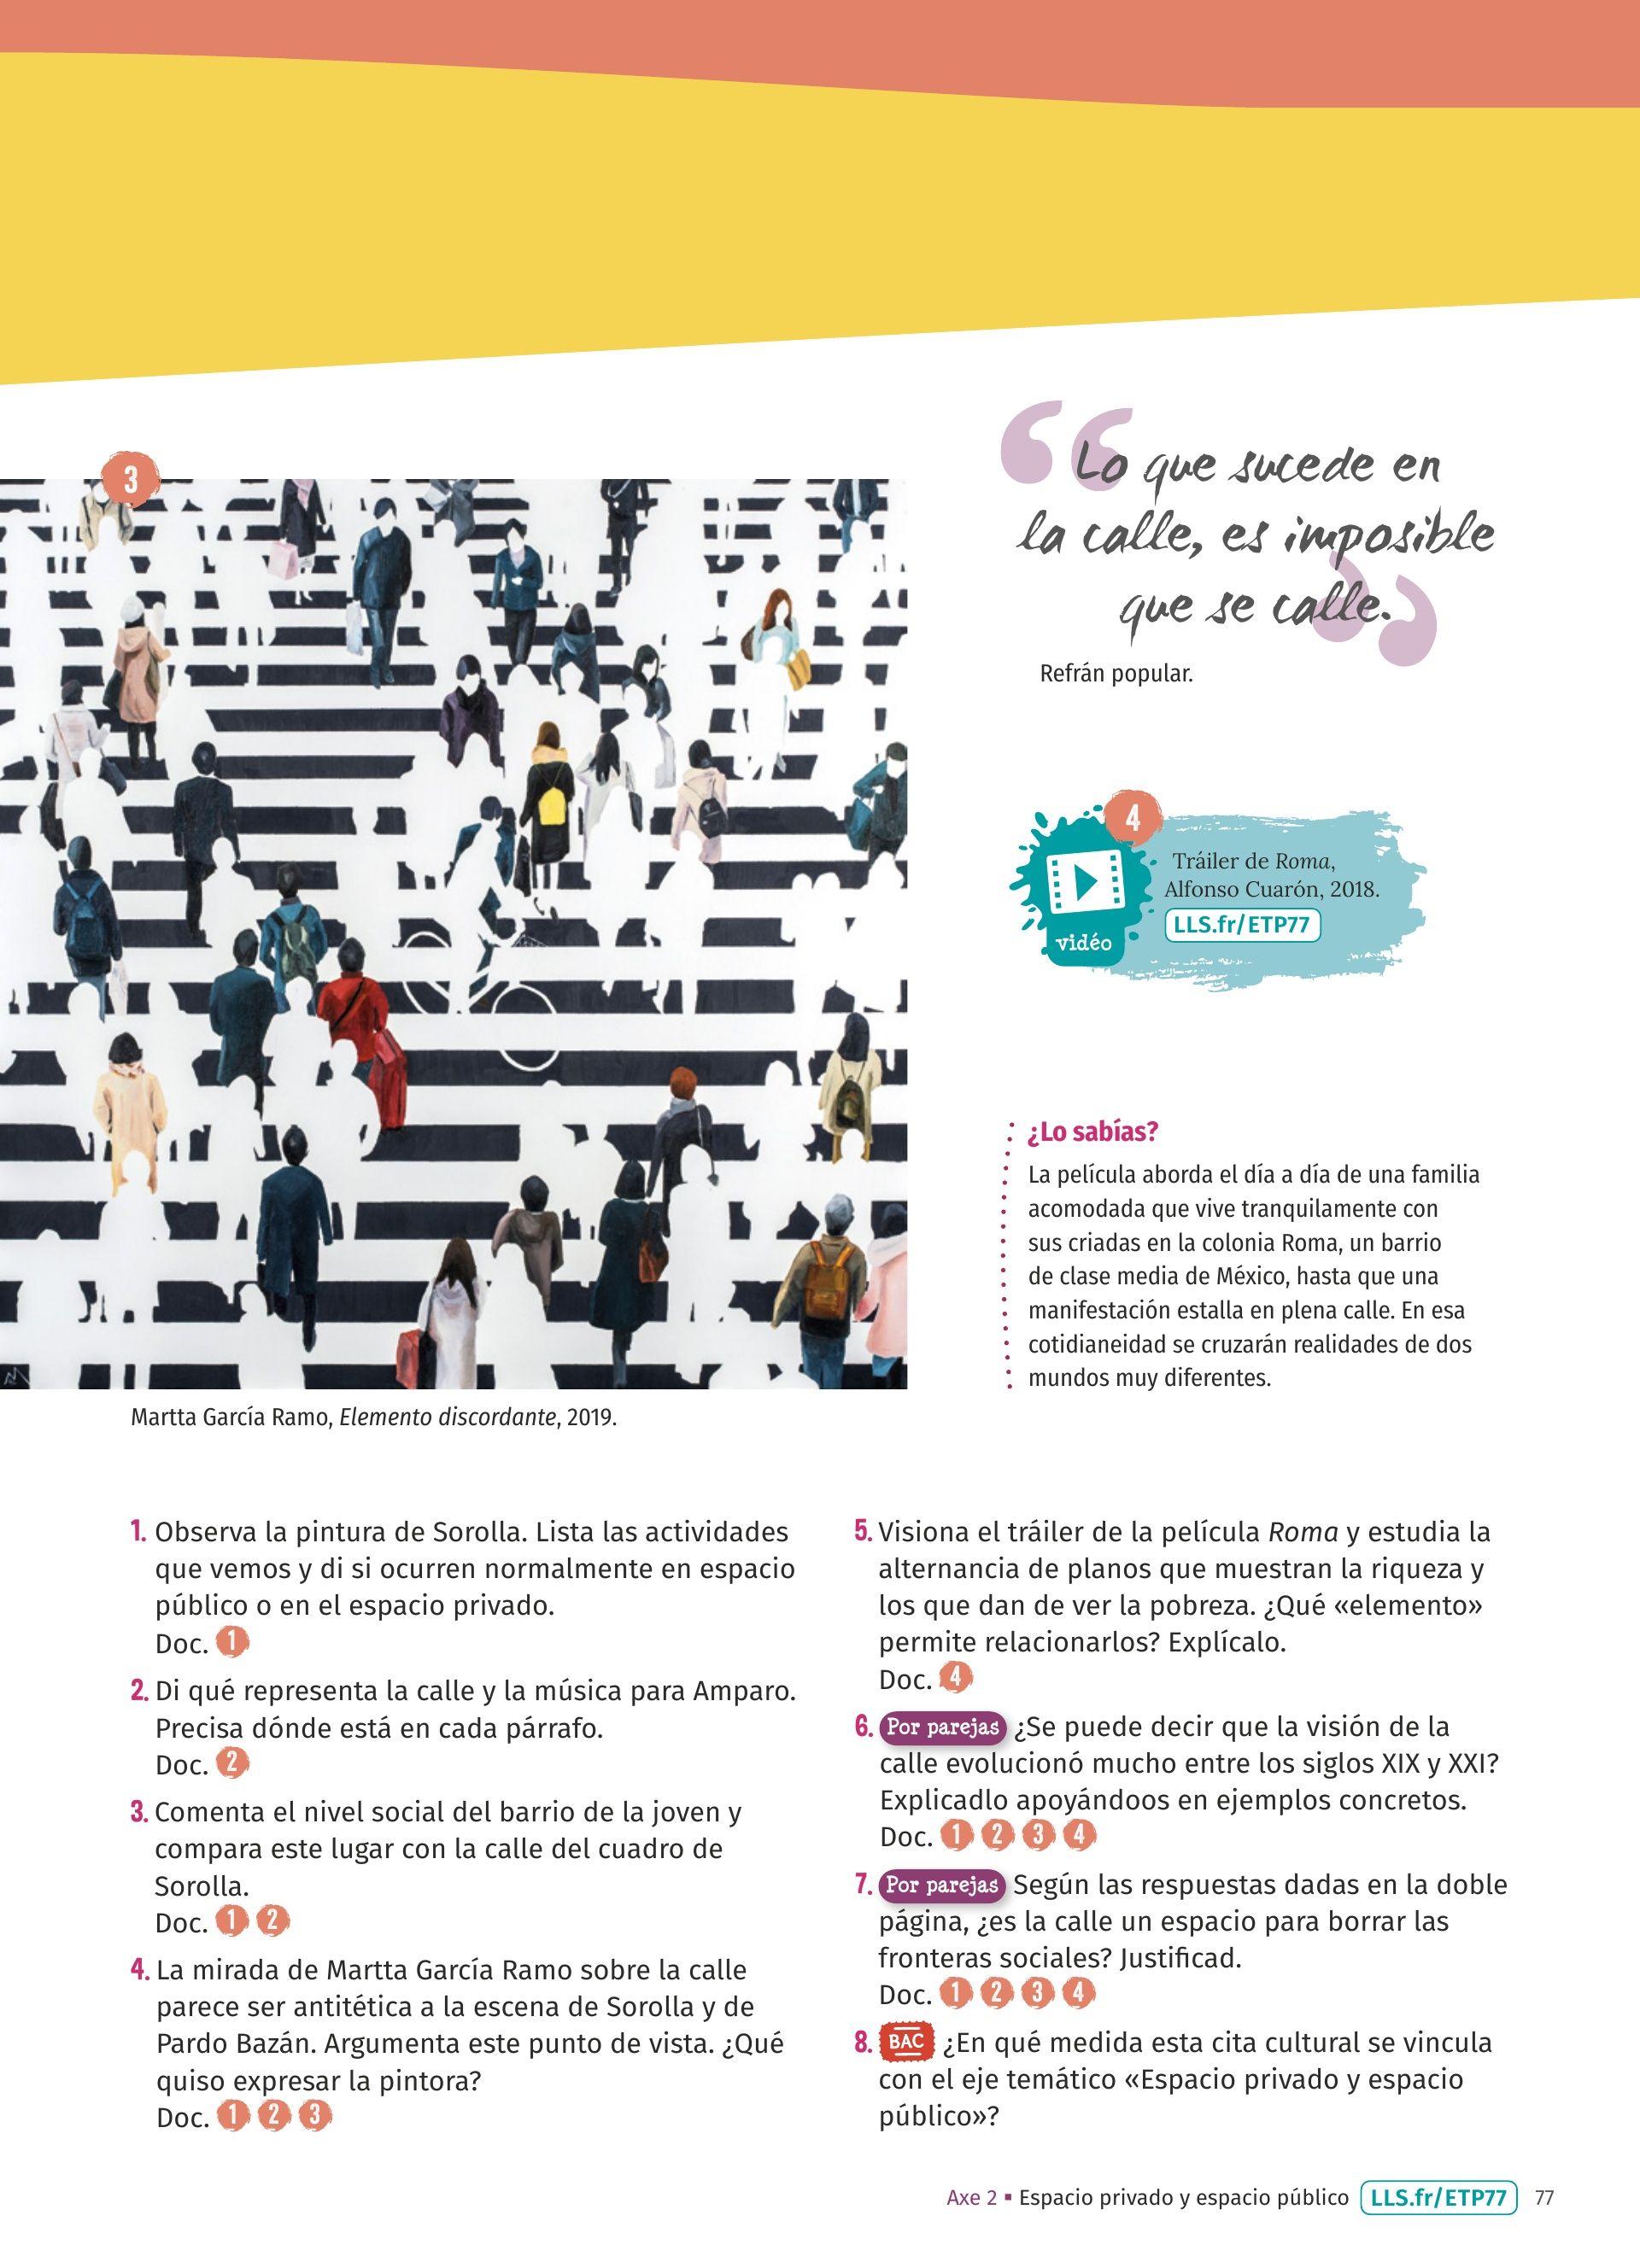 3
Lo que sucede en
la calle, es imposible
que se calle.
Refrán popular.
4
Tráiler de Roma,
Alfonso Cuarón, 2018.
LLS.fr/ETP77
vidéo
¿Lo sabías?
La película aborda el día a día de una familia
acomodada que vive tranquilamente con
sus criadas en la colonia Roma, un barrio
de clase media de México, hasta que una
manifestación estalla en plena calle. En esa
cotidianeidad se cruzarán realidades de dos
mundos muy diferentes.
Martta García Ramo, Elemento discordante, 2019.
1. Observa la pintura de Sorolla. Lista las actividades
que vemos y di si ocurren normalmente en espacio
público o en el espacio privado.
Doc. 1
2. Di qué representa la calle y la música para Amparo.
Precisa dónde está en cada párrafo.
Doc. 2
3. Comenta el nivel social del barrio de la joven y
compara este lugar con la calle del cuadro de
Sorolla.
Doc. 1 2
4. La mirada de Martta García Ramo sobre la calle
parece ser antitética a la escena de Sorolla y de
Pardo Bazán. Argumenta este punto de vista. ¿Qué
quiso expresar la pintora?
Doc. 1 2 3
5. Visiona el tráiler de la película Roma y estudia la
alternancia de planos que muestran la riqueza y
los que dan de ver la pobreza. ¿Qué «elemento»
permite relacionarlos? Explícalo.
Doc. 4
6. Por parejas ¿Se puede decir que la visión de la
calle evolucionó mucho entre los siglos XIX y XXI?
Explicadlo apoyándoos en ejemplos concretos.
Doc. 1 2 3 4
7. Por parejas Según las respuestas dadas en la doble
página, ¿es la calle un espacio para borrar las
fronteras sociales? Justificad.
Doc. 1 2 3 4
8. BAC ¿En qué medida esta cita cultural se vincula
con el eje temático «Espacio privado y espacio
público»?
Axe 2 ▪ Espacio privado y espacio público LLS.fr/ETP77 77